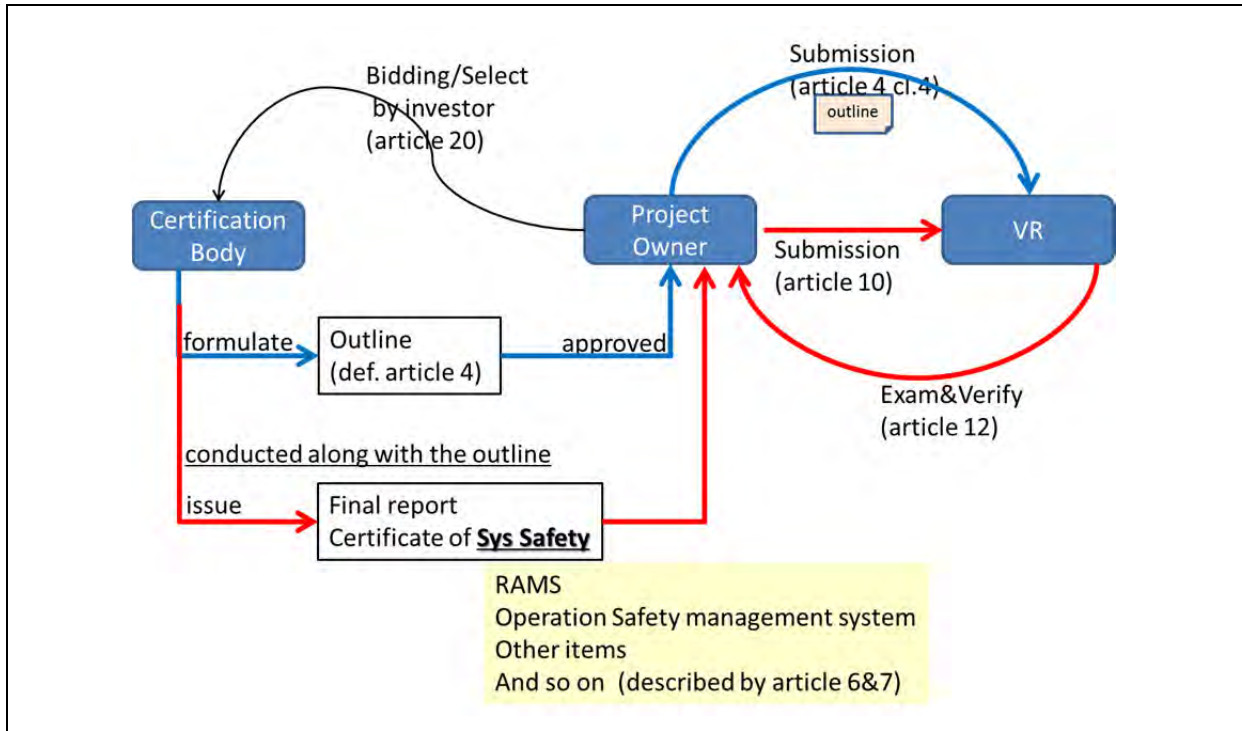 Submission
(article 4 cl.4)
outline
Bidding/Select
by investor
(article 20)
Certification
Body
Project
Owner
VR
Submission
(article 10)
formulate
Outline
(def. article 4)
approved
Exam&Verify
(article 12)
conducted along with the outline
issue
Final report
Certificate of Sys Safety
RAMS
Operation Safety management system
Other items
And so on (described by article 6&7)